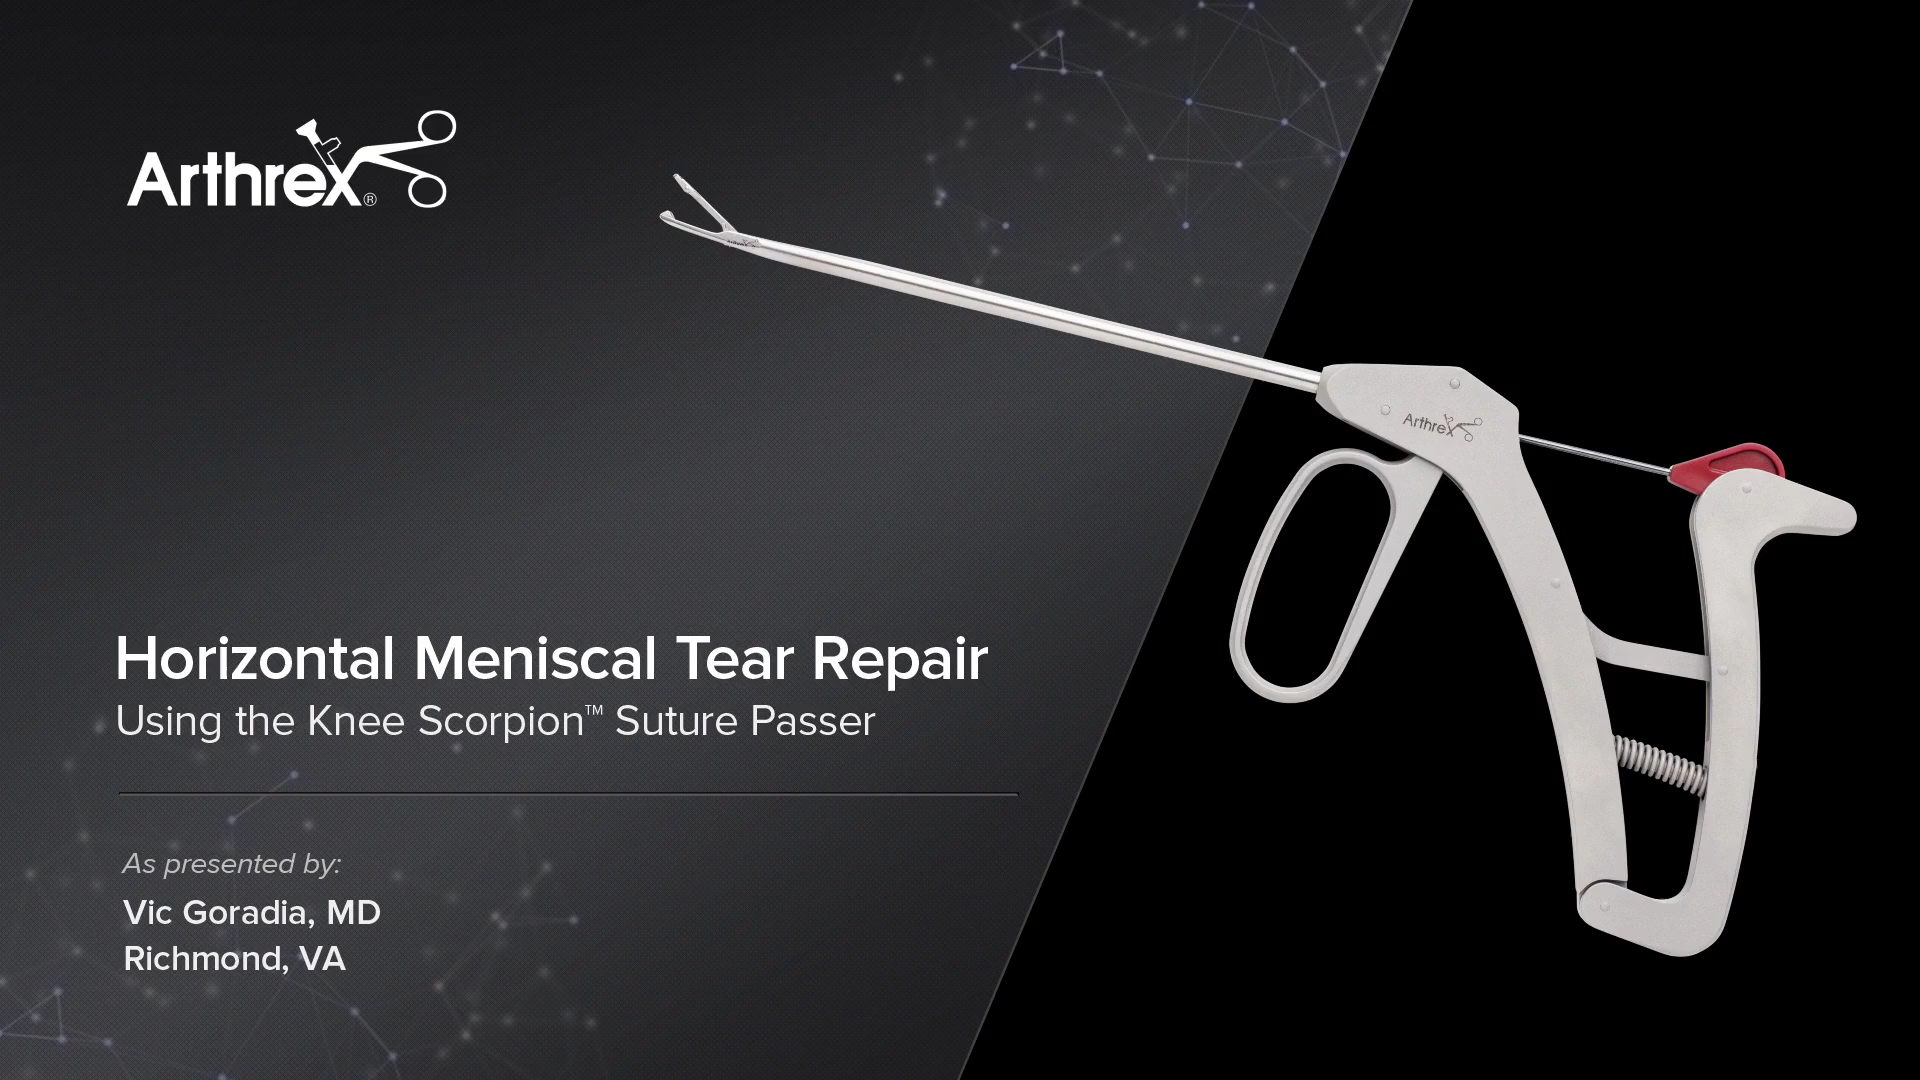 Arthrex®
Arthrex
Horizontal Meniscal Tear Repair
Using the Knee Scorpion™ Suture Passer
As presented by:
Vic Goradia, MD
Richmond, VA